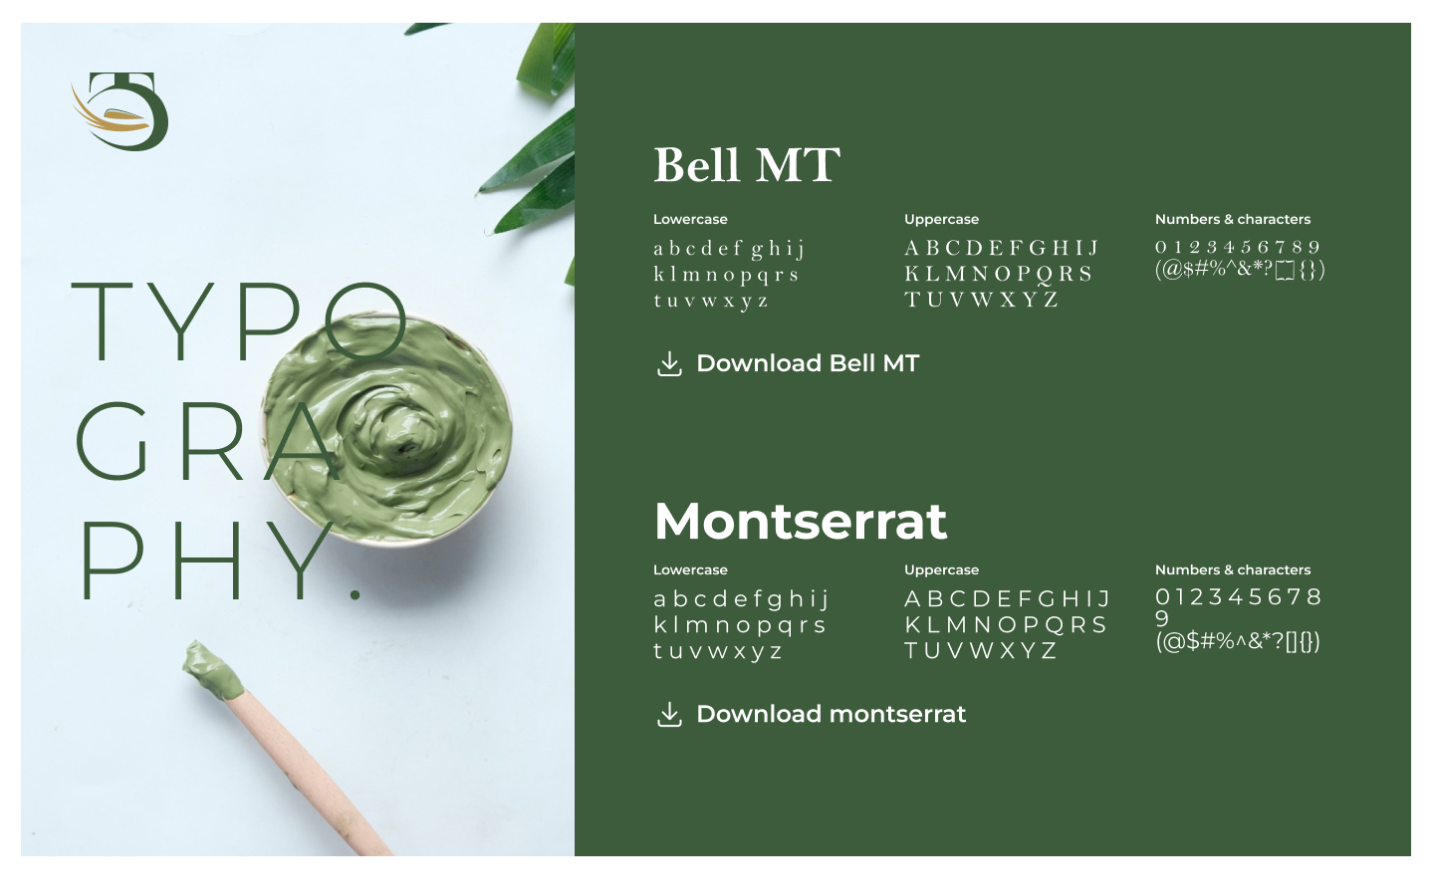 TYPO
GRA
PHY.
Bell MT
Lowercase
a b c d e f g h i j
k l m n o p q r s
t u v w x y z
Uppercase
A B C D E F G H I J
K L M N O P Q R S
T U V W X Y Z
Numbers & characters
0 1 2 3 4 5 6 7 8 9
(@$#%^&*?[]{})
Download Bell MT
Montserrat
Lowercase
a b c d e f g h i j
k l m n o p q r s
t u v w x y z
Uppercase
A B C D E F G H I J
K L M N O P Q R S
T U V W X Y Z
Numbers & characters
0 1 2 3 4 5 6 7 8
9
(@$#%^&*?[]{})
Download montserrat